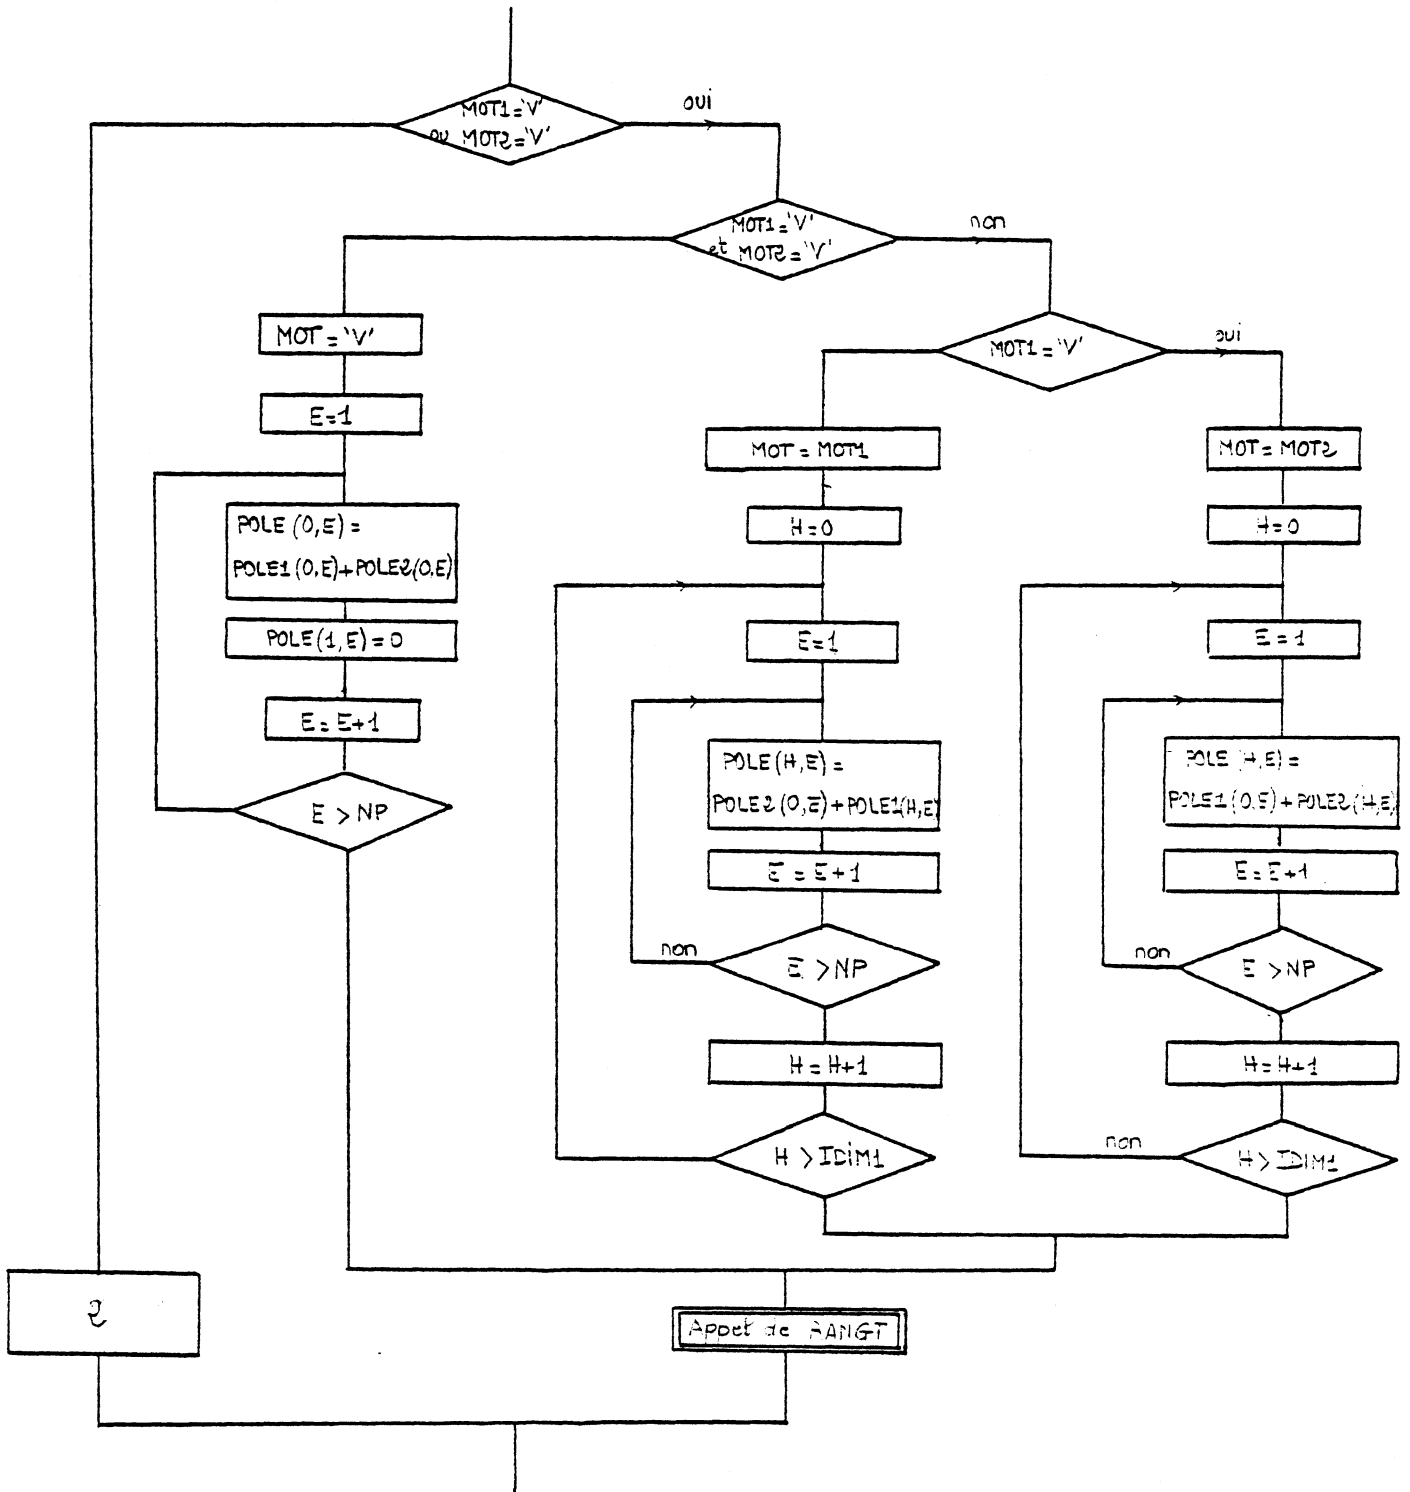 MOT1='V'
ou MOT2='V'
oui
MOT1='V'
et MOT2='V'
non
MOT1='V'
oui
MOT='V'
E=1
POLE(0,E)=
POLE1(0,E)+POLE2(0,E)
POLE(1,E)=0
E=E+1
E>NP
MOT=MOT1
H=0
E=1
POLE(H,E)=
POLE2(0,E)+POLE1(H,E)
E=E+1
non
E>NP
H=H+1
H>IDIM1
MOT=MOT2
H=0
E=1
POLE(H,E)=
POLE1(0,E)+POLE2(H,E)
E=E+1
non
E>NP
H=H+1
non
H>IDIM1
2
Appel de RANGT